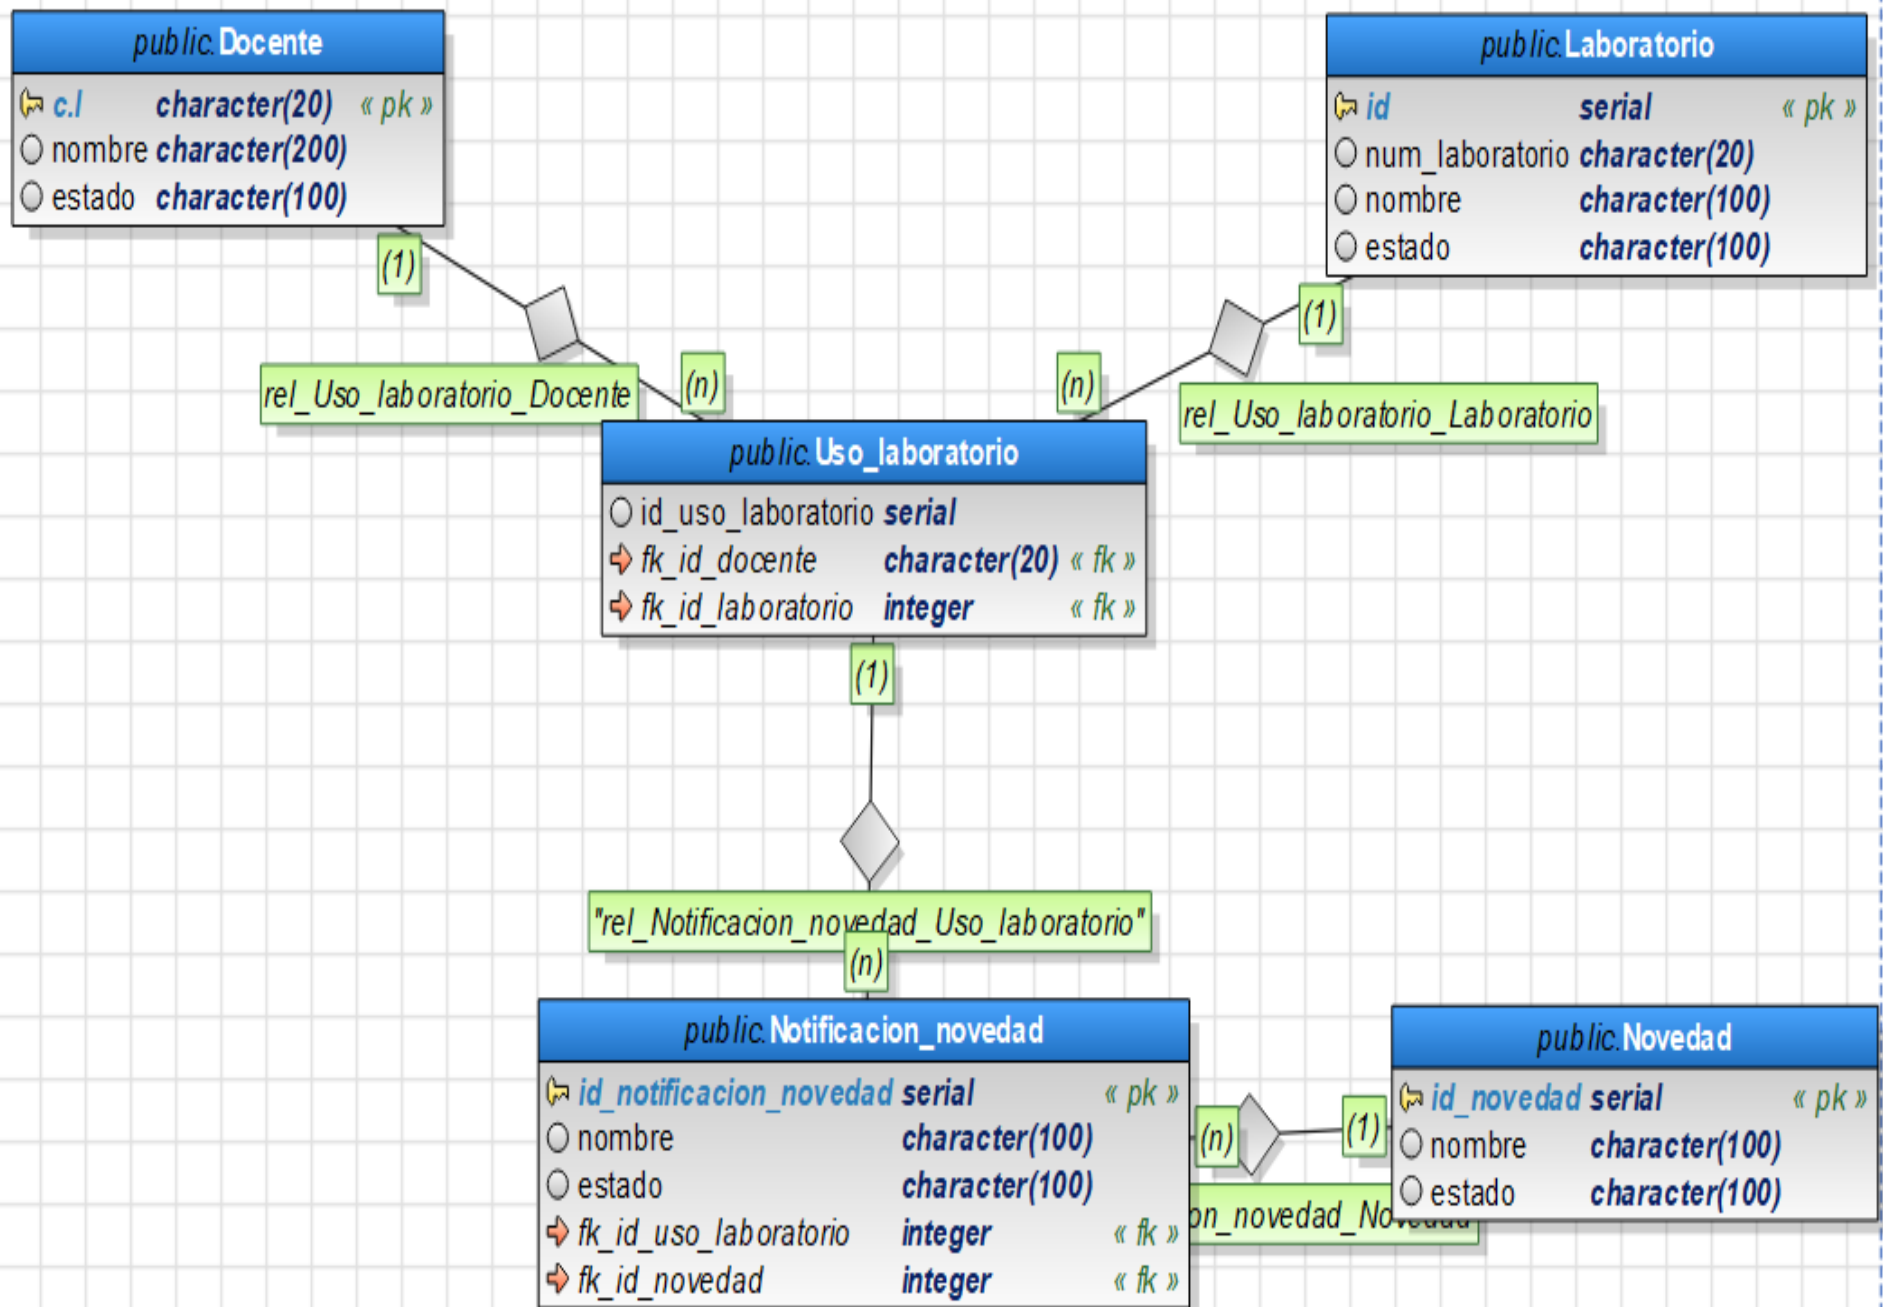 public.Docente
c.I character(20) « pk »
nombre character(200)
estado character(100)
public.Laboratorio
id serial « pk »
num_laboratorio character(20)
nombre character(100)
estado character(100)
(1)
(1)
rel_Uso_laboratorio_Docente
(n)
(n)
rel_Uso_laboratorio_Laboratorio
public.Uso_laboratorio
id_uso_laboratorio serial
fk_id_docente character(20) « fk »
fk_id_laboratorio integer « fk »
(1)
"rel_Notificacion_novedad_Uso_laboratorio"
(n)
public.Notificacion_novedad
id_notificacion_novedad serial « pk »
nombre character(100)
estado character(100)
fk_id_uso_laboratorio integer « fk »
fk_id_novedad integer « fk »
(n)
(1)
on_novedad_Novedad
public.Novedad
id_novedad serial « pk »
nombre character(100)
estado character(100)